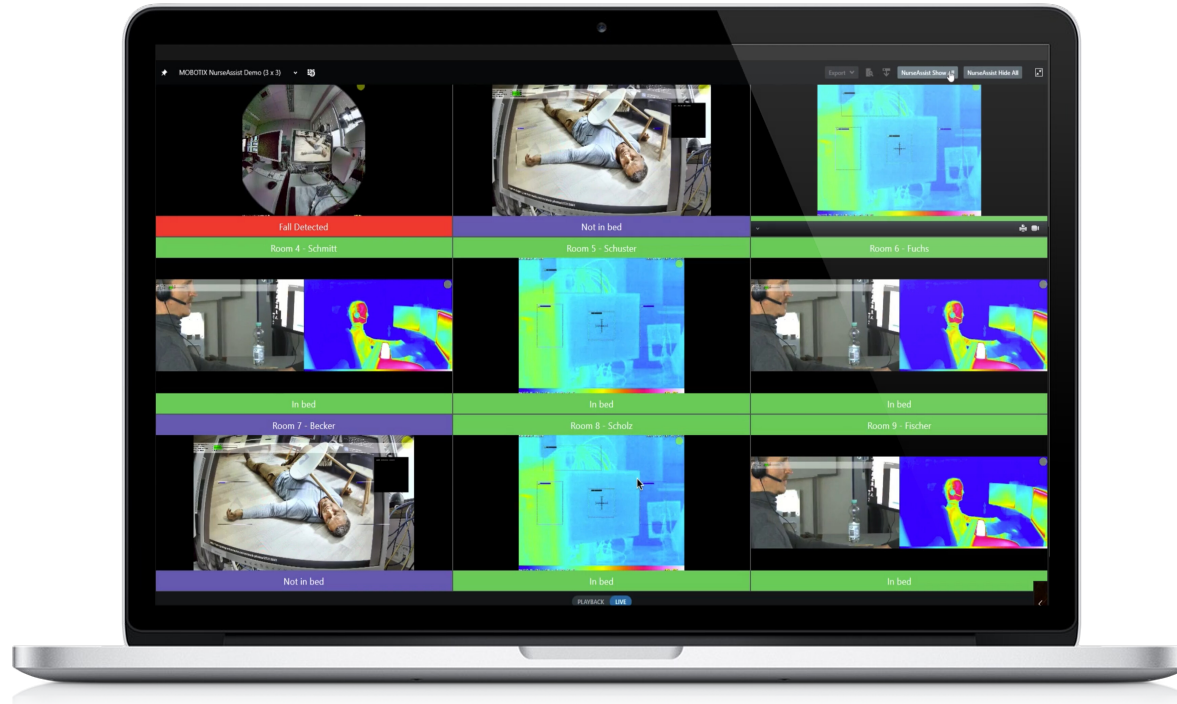 MOBOTIX NurseAssist Demo (3 x 3)
Export
NurseAssist Show
NurseAssist Hide All
Fall Detected
Not in bed
Room 4 - Schmitt
Room 5 - Schuster
Room 6 - Fuchs
In bed
In bed
In bed
Room 7 - Becker
Room 8 - Scholz
Room 9 - Fischer
Not in bed
In bed
In bed
PLAYBACK
LIVE